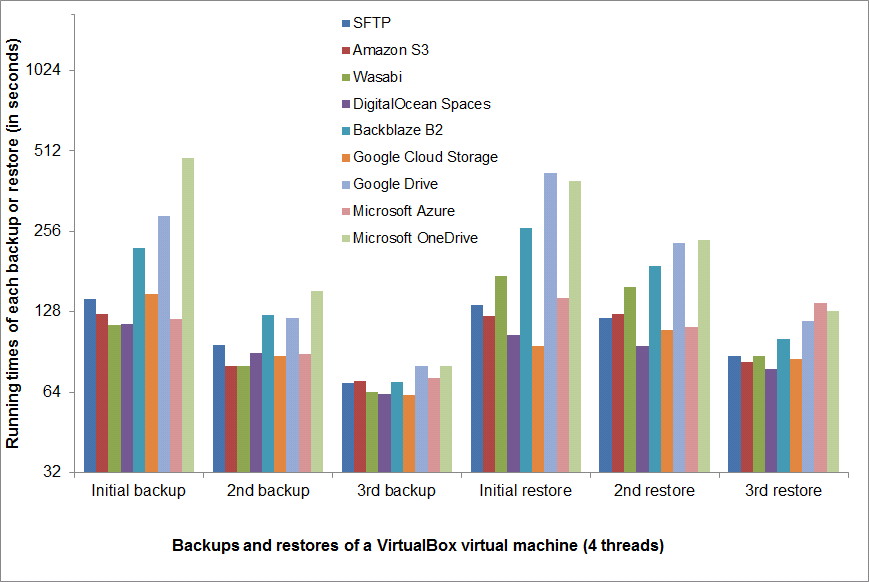 Running times of each backup or restore (in seconds)
1024
512
256
128
64
32
SFTP
Amazon S3
Wasabi
DigitalOcean Spaces
Backblaze B2
Google Cloud Storage
Google Drive
Microsoft Azure
Microsoft OneDrive
Initial backup
2nd backup
3rd backup
Initial restore
2nd restore
3rd restore
Backups and restores of a VirtualBox virtual machine (4 threads)